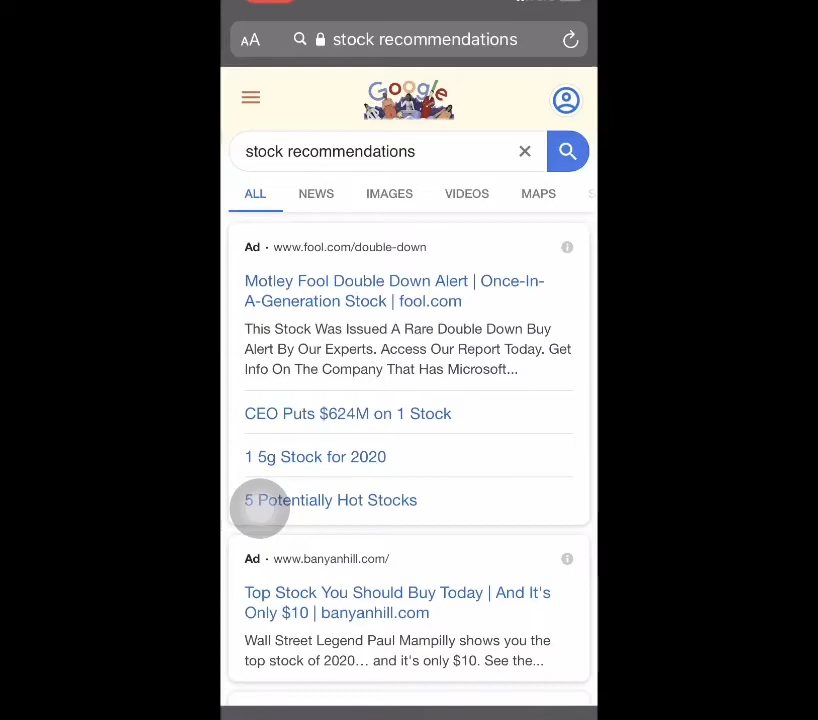 AA stock recommendations
Google
stock recommendations
ALL NEWS IMAGES VIDEOS MAPS
Ad · www.fool.com/double-down
Motley Fool Double Down Alert | Once-In-
A-Generation Stock | fool.com
This Stock Was Issued A Rare Double Down Buy
Alert By Our Experts. Access Our Report Today. Get
Info On The Company That Has Microsoft...
CEO Puts $624M on 1 Stock
1 5g Stock for 2020
5 Potentially Hot Stocks
Ad · www.banyanhill.com/
Top Stock You Should Buy Today | And It's
Only $10 | banyanhill.com
Wall Street Legend Paul Mampilly shows you the
top stock of 2020... and it's only $10. See the...